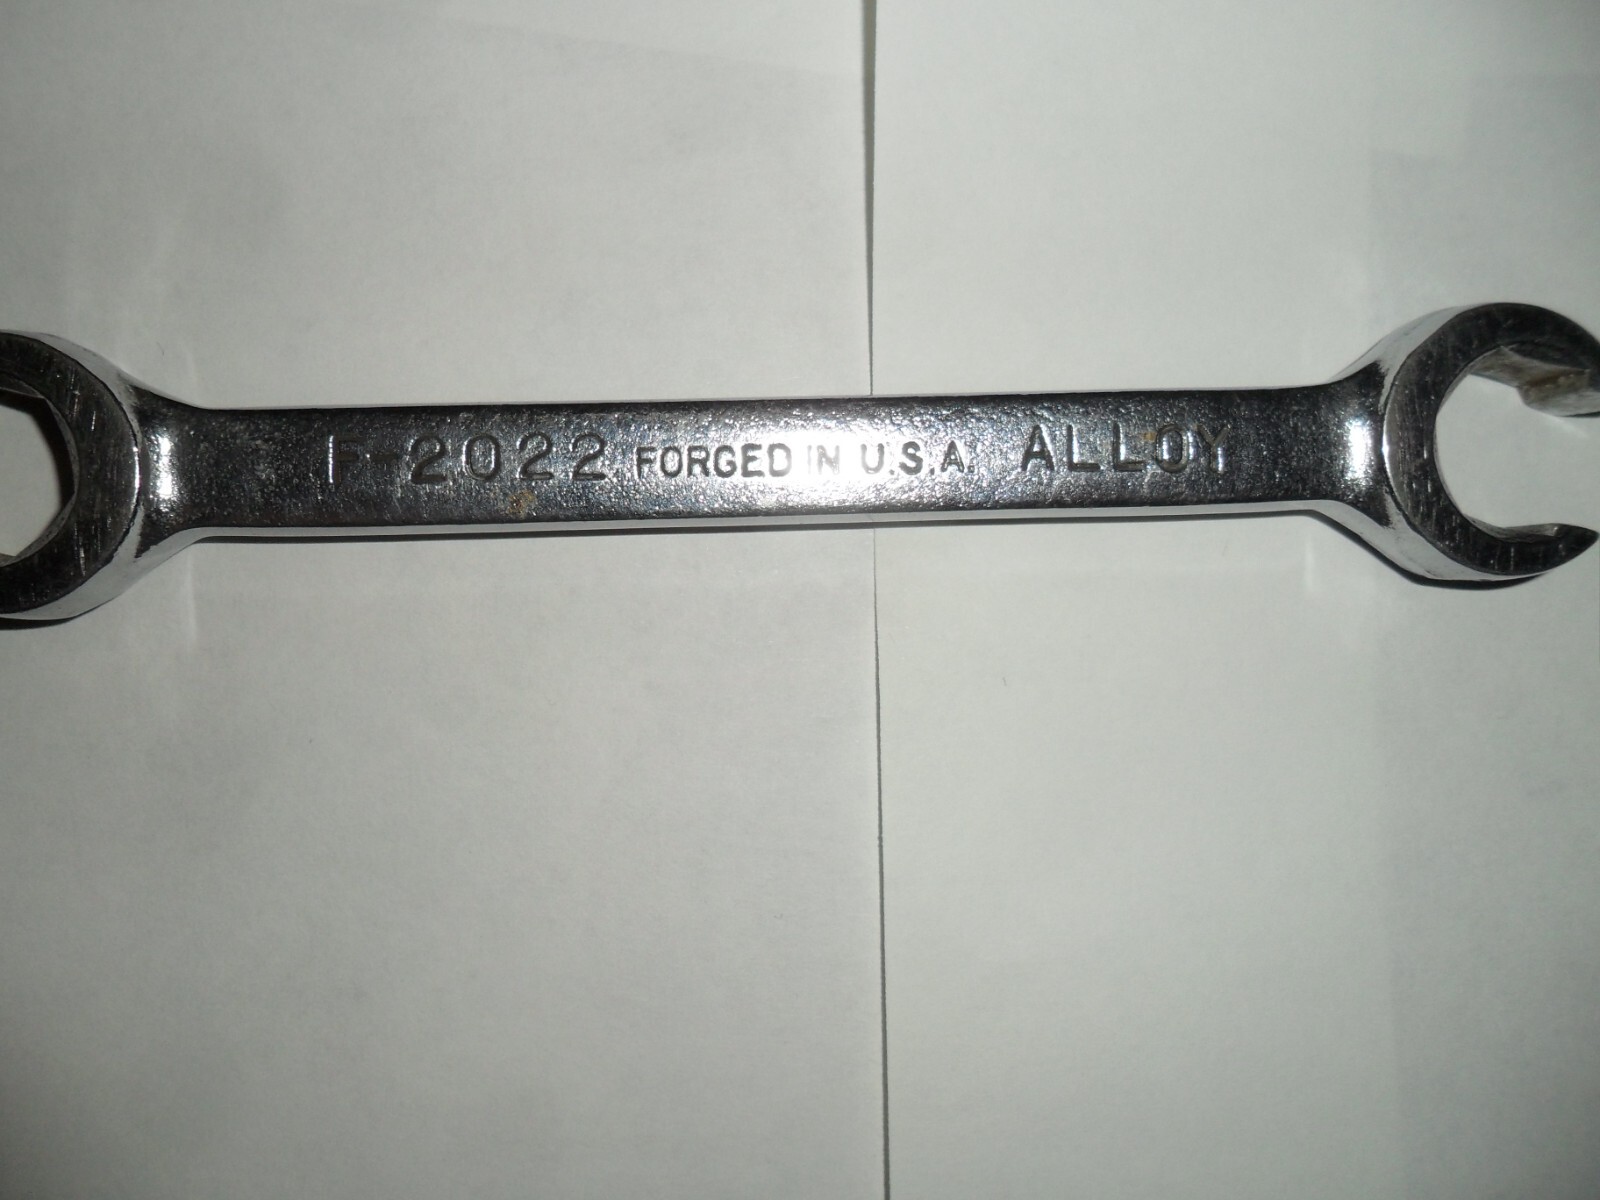 F-2022 FORGED IN U.S.A. ALLOY